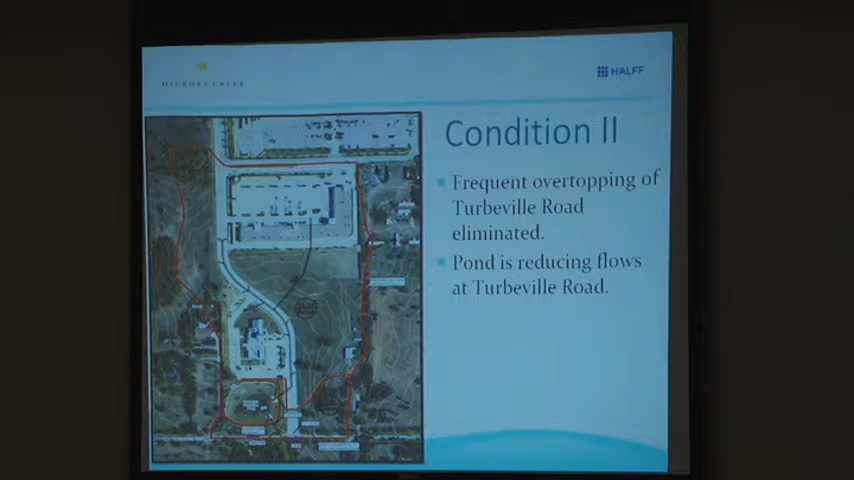 HICKORY CREEK
HALFF
Condition II
Frequent overtopping of
Turbeville Road
eliminated.
Pond is reducing flows
at Turbeville Road.